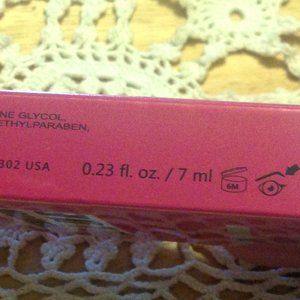 NE GLYCOL,
ETHYLPARABEN,
302 USA
0.23 fl. oz. / 7 ml
6M